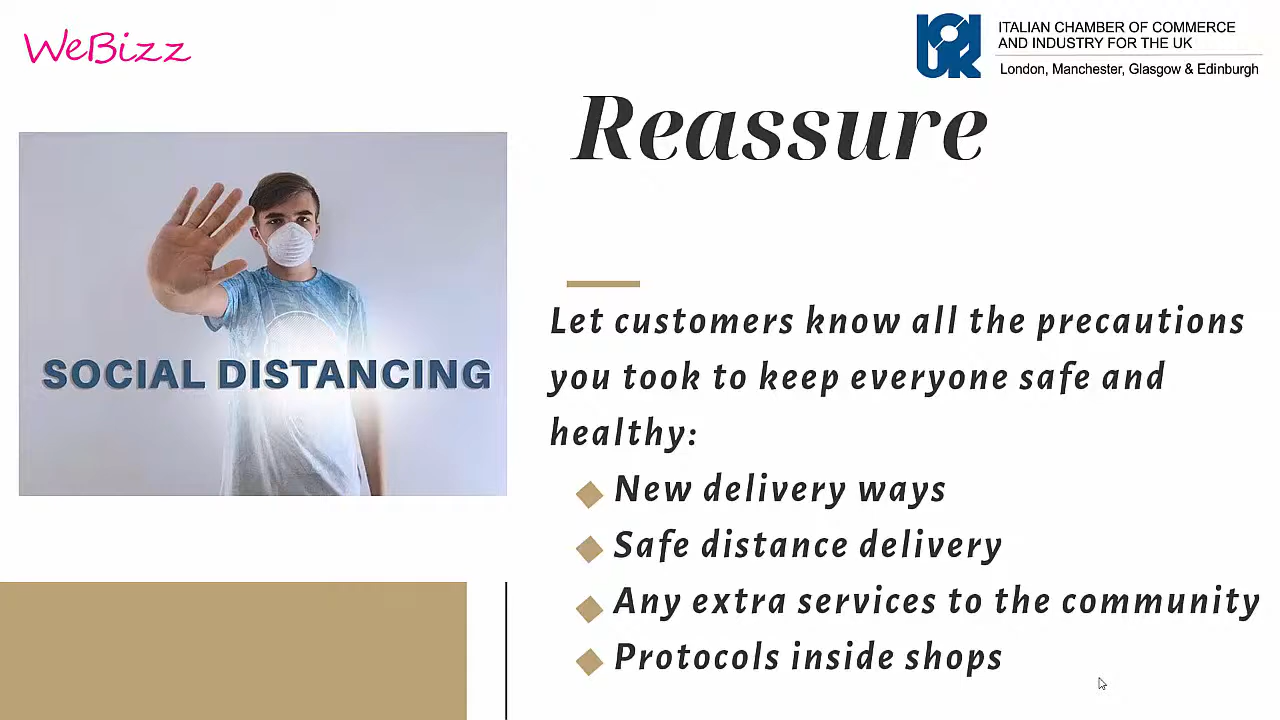 WeBizz
ITALIAN CHAMBER OF COMMERCE
AND INDUSTRY FOR THE UK
London, Manchester, Glasgow & Edinburgh
Reassure
SOCIAL DISTANCING
Let customers know all the precautions
you took to keep everyone safe and
healthy:
New delivery ways
Safe distance delivery
Any extra services to the community
Protocols inside shops